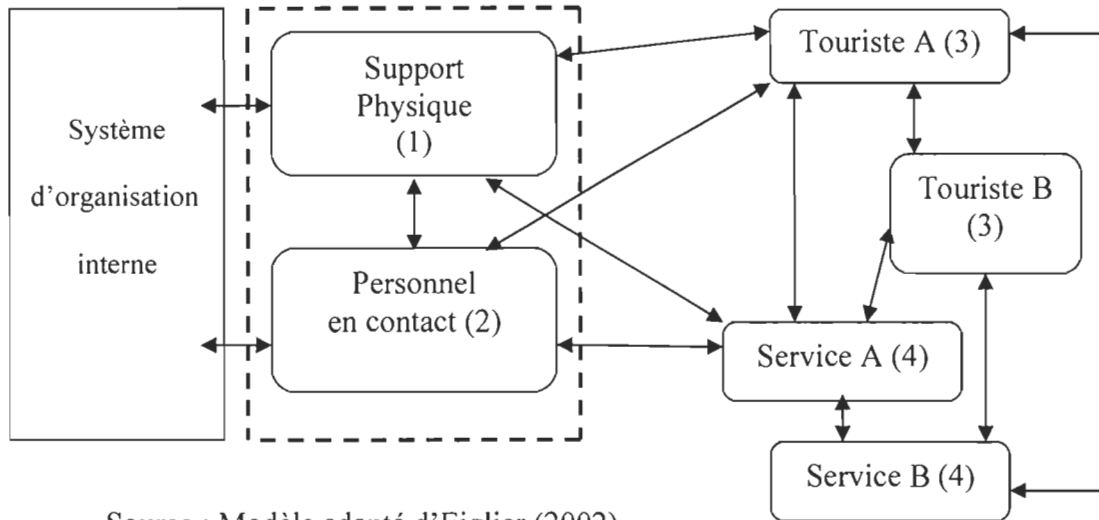 Système
d'organisation
interne
Support
Physique
(1)
Personnel
en contact (2)
Touriste A (3)
Touriste B
(3)
Service A (4)
Service B (4)
Source : Modèle adapté d'Eiglier (2002)